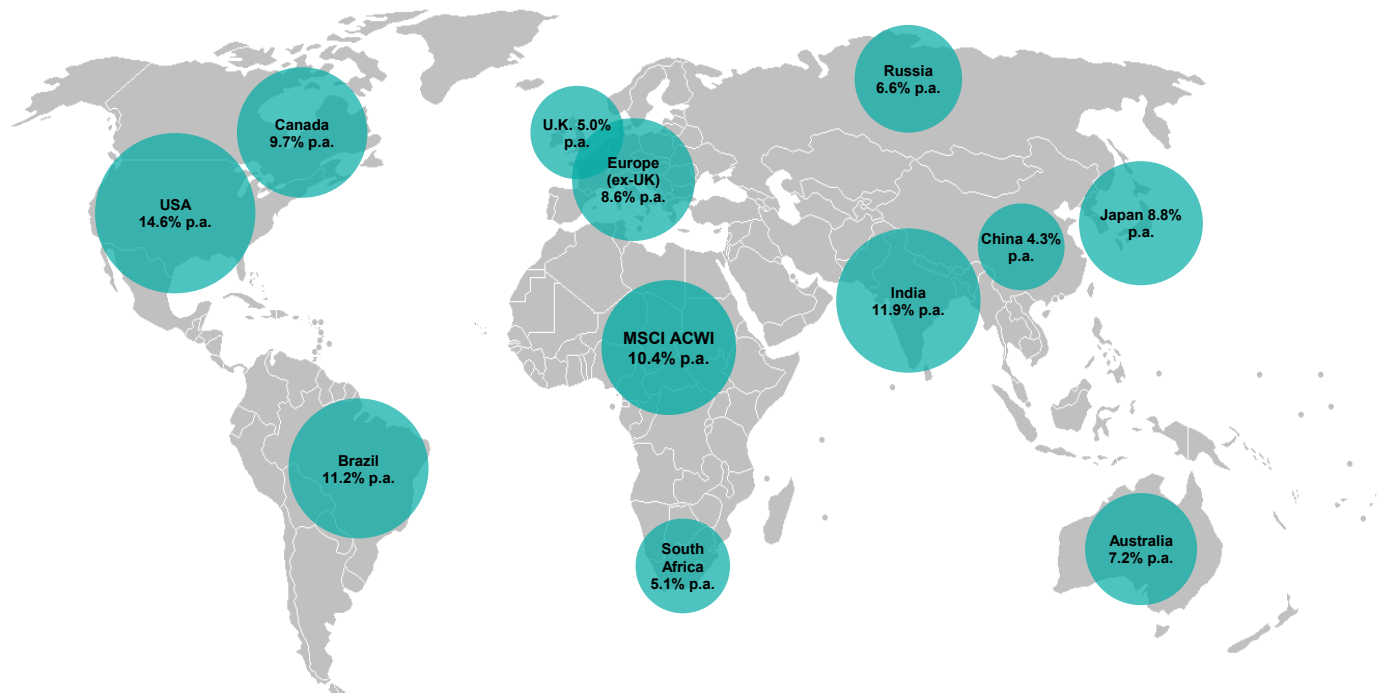 Russia
6.6% p.a.
Canada
9.7% p.a.
U.K. 5.0%
p.a.
Europe
(ex-UK)
8.6% p.a.
USA
14.6% p.a.
Japan 8.8%
p.a.
China 4.3%
p.a.
India
11.9% p.a.
MSCI ACWI
10.4% p.a.
Brazil
11.2% p.a.
South
Africa
5.1% p.a.
Australia
7.2% p.a.